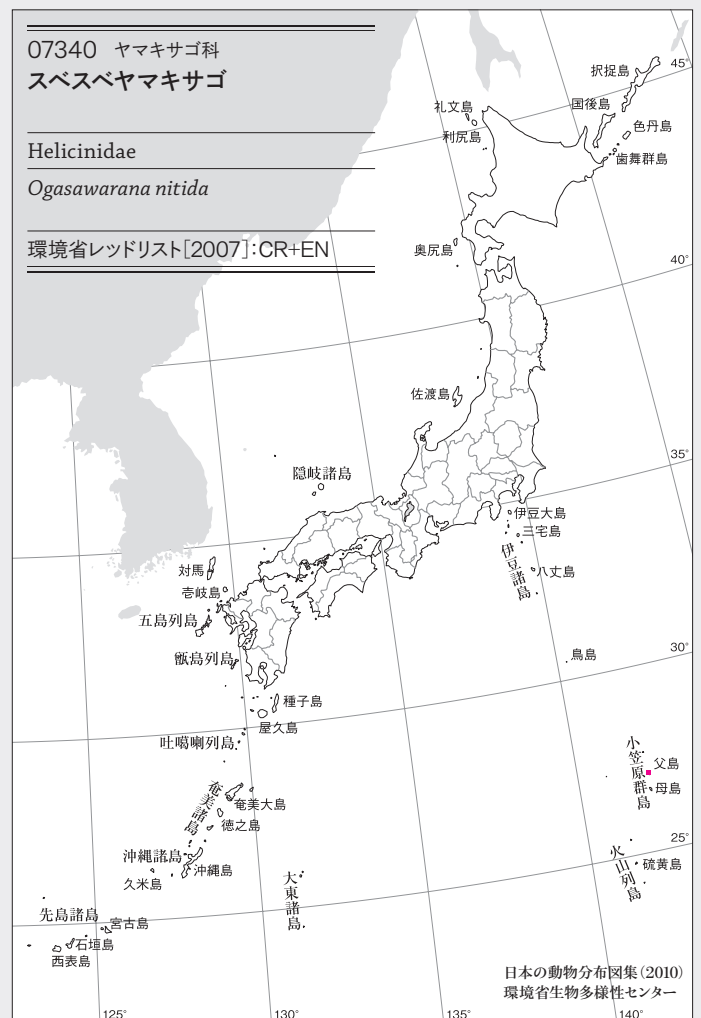 07340 ヤマキサゴ科
スベスベヤマキサゴ
Helicinidae
Ogasawarana nitida
環境省レッドリスト[2007]:CR+EN
択捉島
45°
礼文島
国後島
利尻島
色丹島
歯舞群島
奥尻島
40°
佐渡島
35°
隠岐諸島
伊豆大島
三宅島
伊豆諸島
八丈島
対馬
壱岐島
五島列島
甑島列島
鳥島
30°
種子島
屋久島
吐噶喇列島
小笠原群島
父島
母島
奄美諸島
奄美大島
徳之島
25°
沖縄諸島
沖縄島
久米島
火山列島
硫黄島
大東諸島
先島諸島
宮古島
石垣島
西表島
日本の動物分布図集(2010)
環境省生物多様性センター
125°
130°
135°
140°